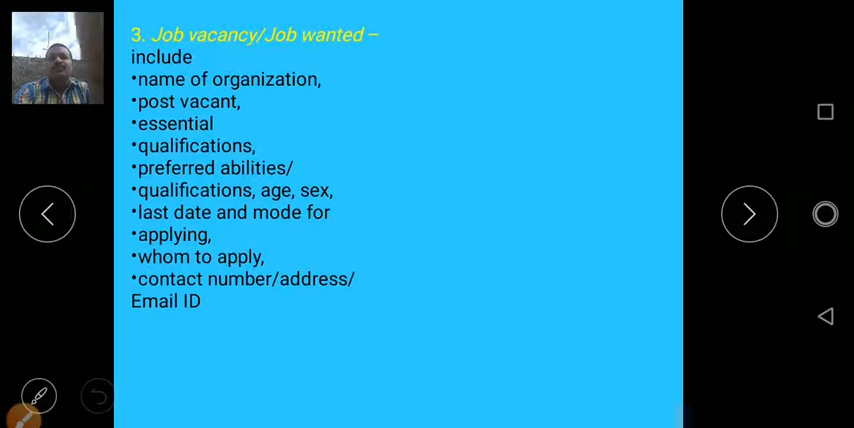 3. Job vacancy/Job wanted –
include
•name of organization,
•post vacant,
•essential
•qualifications,
•preferred abilities/
•qualifications, age, sex,
•last date and mode for
•applying,
•whom to apply,
•contact number/address/
Email ID